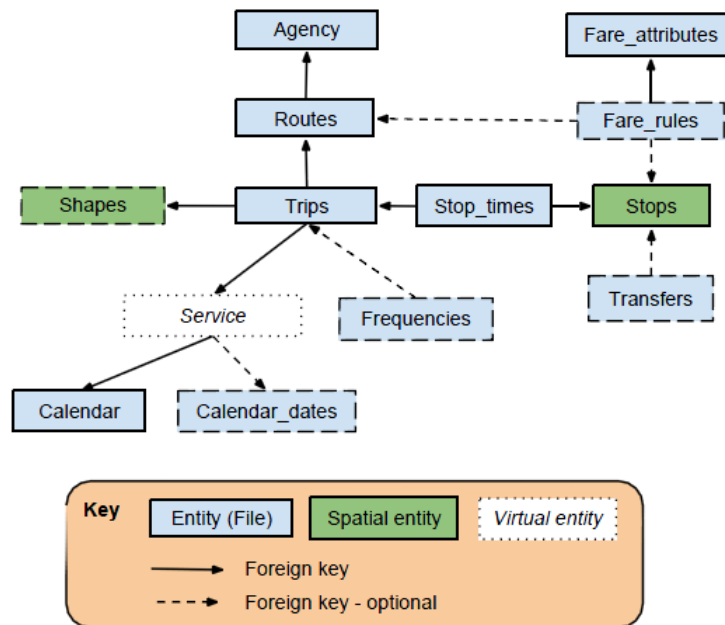 Agency
Fare_attributes
Routes
Fare_rules
Shapes
Trips
Stop_times
Stops
Service
Frequencies
Transfers
Calendar
Calendar_dates
Key
Entity (File)
Spatial entity
Virtual entity
Foreign key
Foreign key - optional